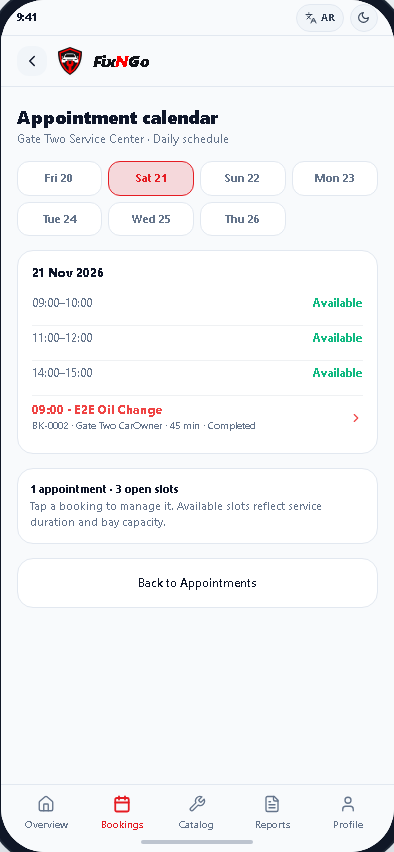 9:41
AR
FixNGo
Appointment calendar
Gate Two Service Center · Daily schedule
Fri 20
Sat 21
Sun 22
Mon 23
Tue 24
Wed 25
Thu 26
21 Nov 2026
09:00–10:00 Available
11:00–12:00 Available
14:00–15:00 Available
09:00 · E2E Oil Change
BK-0002 · Gate Two CarOwner · 45 min · Completed
1 appointment · 3 open slots
Tap a booking to manage it. Available slots reflect service
duration and bay capacity.
Back to Appointments
Overview
Bookings
Catalog
Reports
Profile